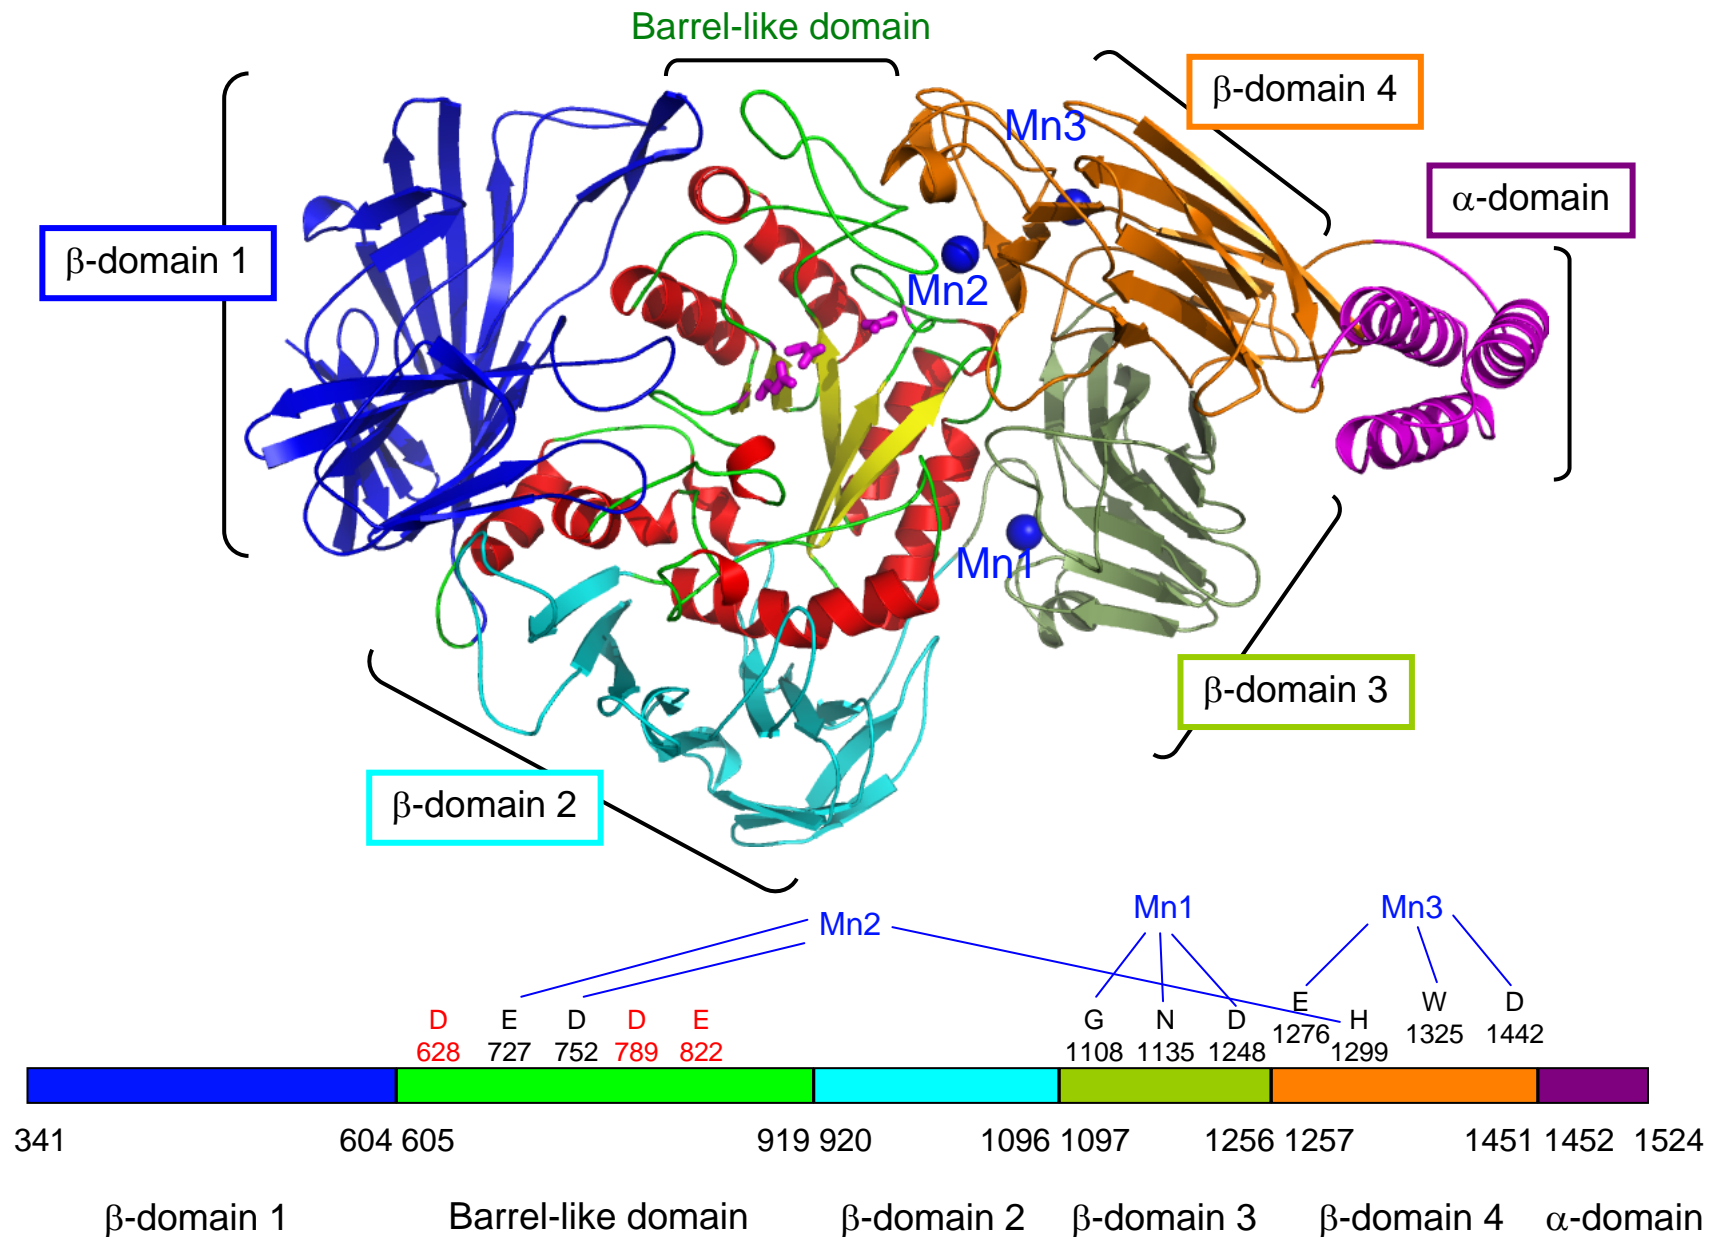 Barrel-like domain
β-domain 4
Mn3
α-domain
β-domain 1
Mn2
Mn1
β-domain 3
β-domain 2
Mn2 Mn1 Mn3
D E D D E G N D E H W D
628 727 752 789 822 1108 1135 1248 1276 1299 1325 1442
341 604 605 919 920 1096 1097 1256 1257 1451 1452 1524
β-domain 1 Barrel-like domain β-domain 2 β-domain 3 β-domain 4 α-domain